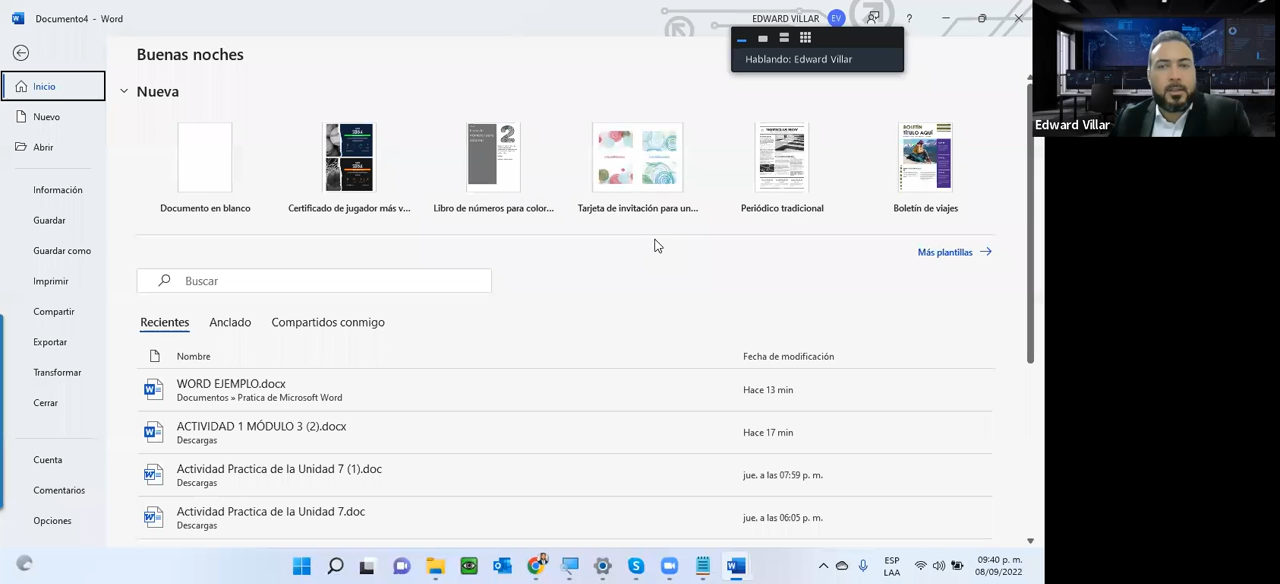 Documento4 - Word
EDWARD VILLAR
EV
?
Hablando: Edward Villar
Edward Villar
Buenas noches
Inicio
Nuevo
Abrir
Información
Guardar
Guardar como
Imprimir
Compartir
Exportar
Transformar
Cerrar
Cuenta
Comentarios
Opciones
Nueva
Documento en blanco
Certificado de jugador más v...
Libro de números para color...
Tarjeta de invitación para un...
Periódico tradicional
BOLETÍN
TÍTULO AQUÍ
Boletín de viajes
Más plantillas
Buscar
Recientes Anclado Compartidos conmigo
Nombre Fecha de modificación
WORD EJEMPLO.docx
Documentos » Pratica de Microsoft Word
Hace 13 min
ACTIVIDAD 1 MÓDULO 3 (2).docx
Descargas
Hace 17 min
Actividad Practica de la Unidad 7 (1).doc
Descargas
jue. a las 07:59 p. m.
Actividad Practica de la Unidad 7.doc
Descargas
jue. a las 06:05 p. m.
ESP
LAA
09:40 p. m.
08/09/2022